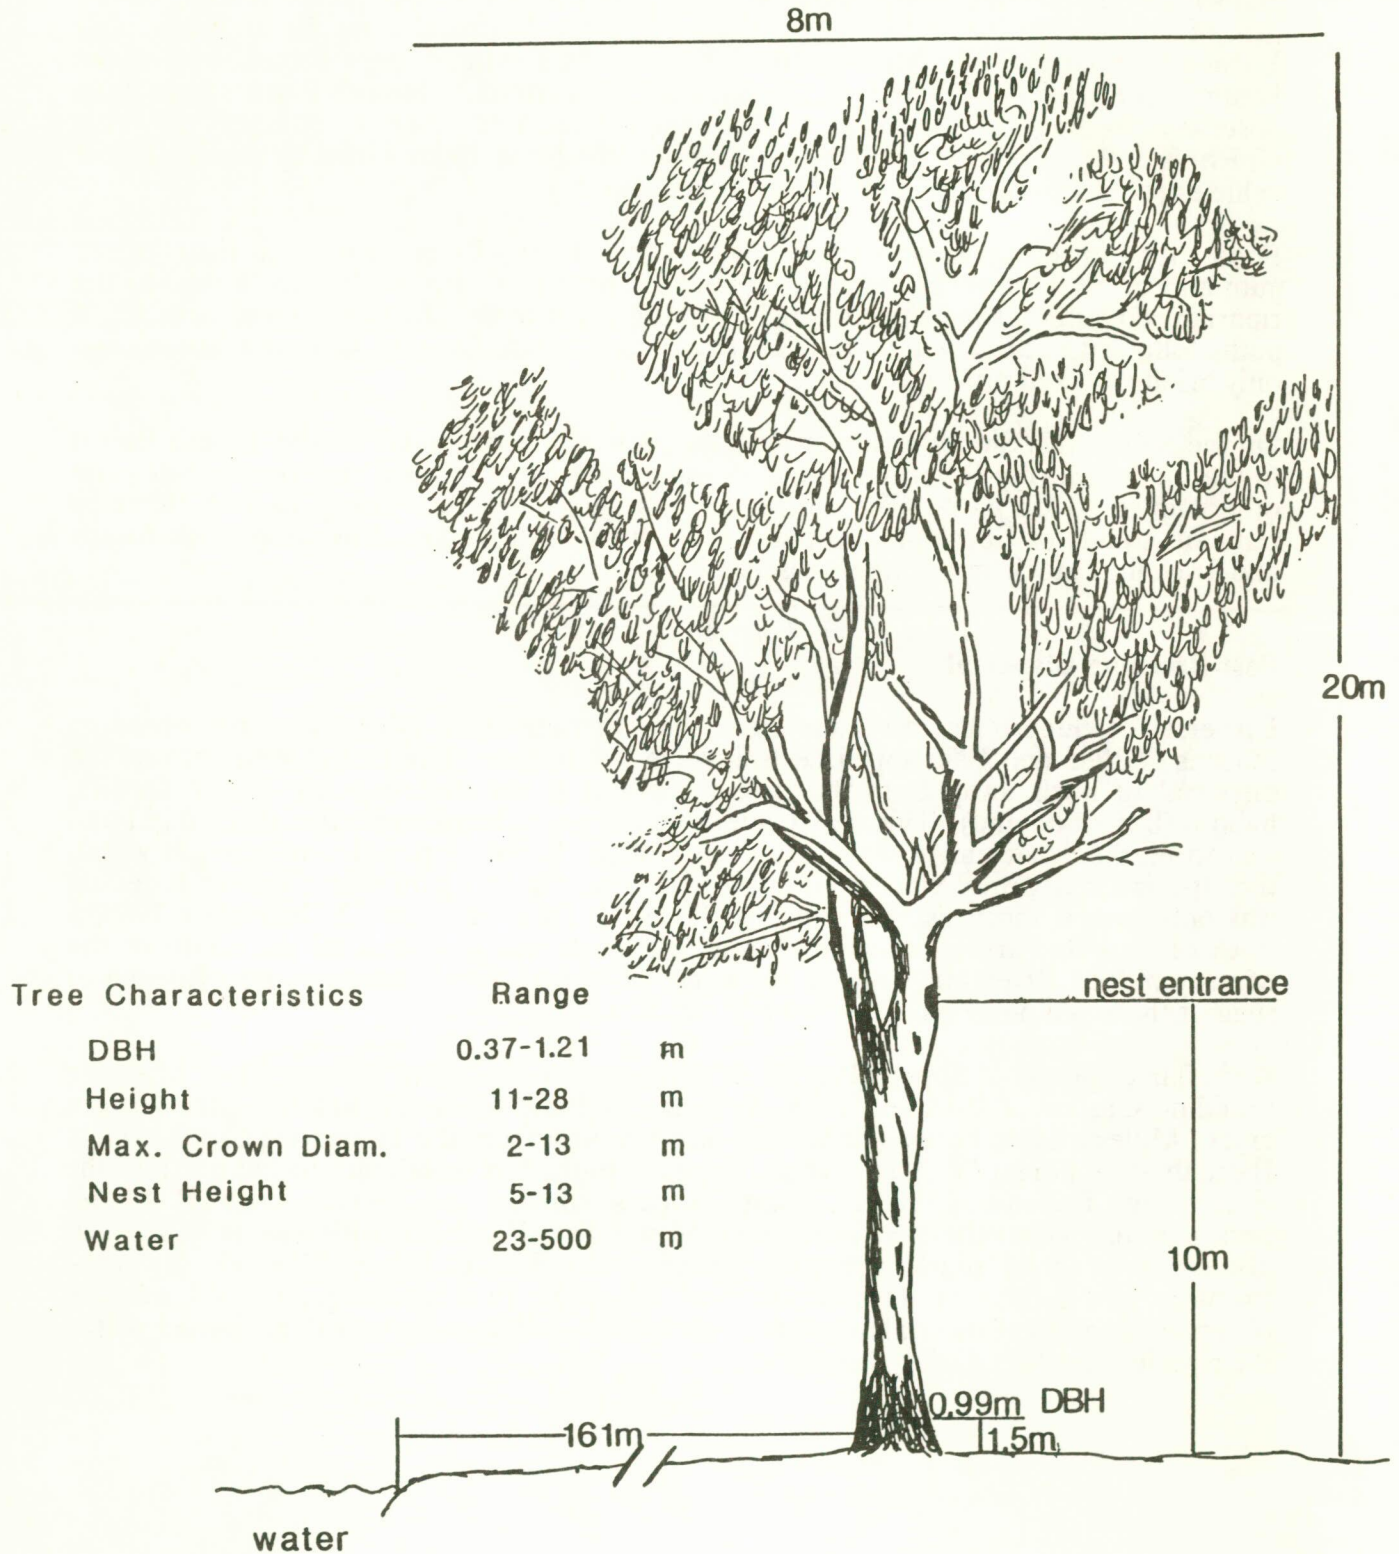 8m
20m
nest entrance
Tree Characteristics Range
DBH 0.37-1.21 m
Height 11-28 m
Max. Crown Diam. 2-13 m
Nest Height 5-13 m
Water 23-500 m
10m
0.99m DBH
161m
1.5m
water